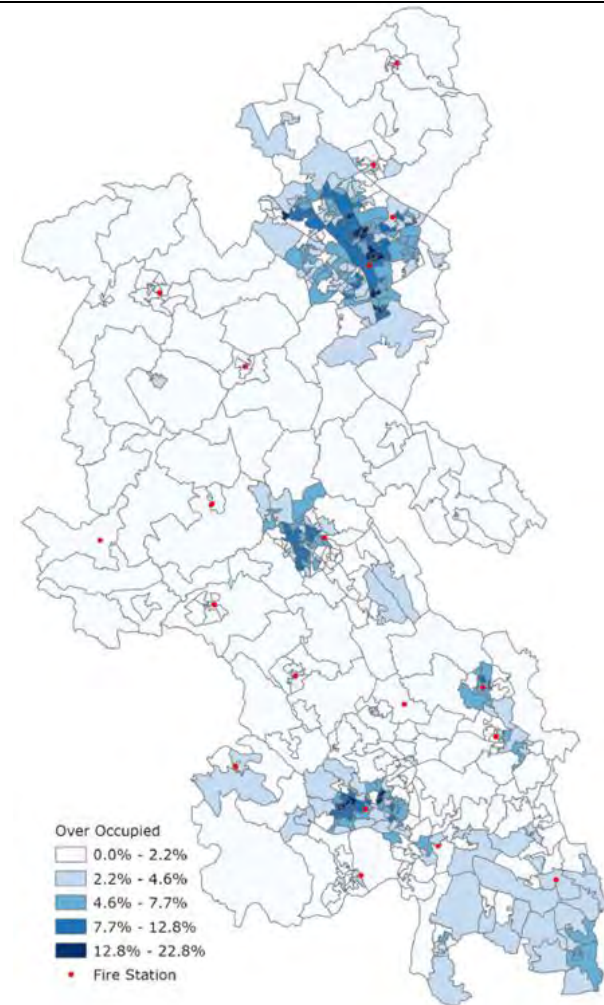 Over Occupied
0.0% - 2.2%
2.2% - 4.6%
4.6% - 7.7%
7.7% - 12.8%
12.8% - 22.8%
Fire Station